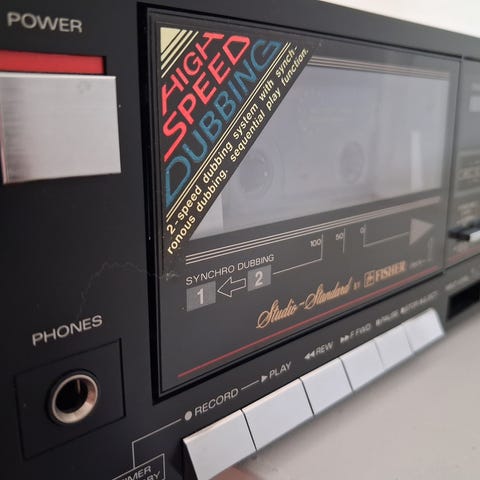 POWER
HIGH
SPEED
DUBBING
2-speed dubbing system with synch-
ronous dubbing. sequential play function.
100 50 0
SYNCHRO DUBBING
1 2
Studio-Standard BY FISHER
PHONES
RECORD PLAY REW F FWD PAUSE